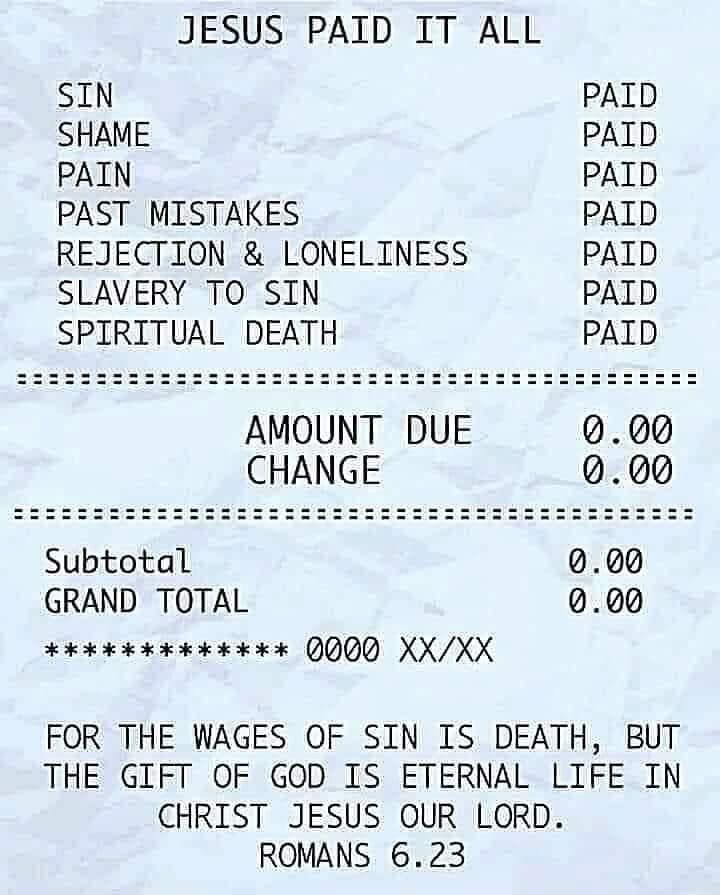 JESUS PAID IT ALL
SIN PAID
SHAME PAID
PAIN PAID
PAST MISTAKES PAID
REJECTION & LONELINESS PAID
SLAVERY TO SIN PAID
SPIRITUAL DEATH PAID
AMOUNT DUE 0.00
CHANGE 0.00
Subtotal 0.00
GRAND TOTAL 0.00
************* 0000 XX/XX
FOR THE WAGES OF SIN IS DEATH, BUT
THE GIFT OF GOD IS ETERNAL LIFE IN
CHRIST JESUS OUR LORD.
ROMANS 6.23